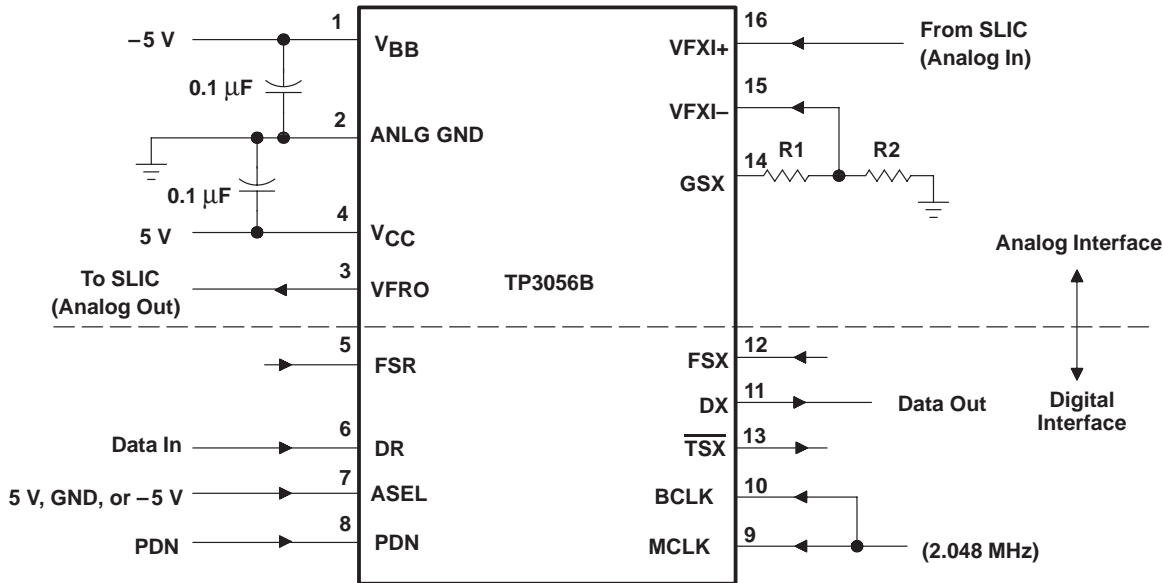 1
–5 V
VBB
0.1 μF
2
ANLG GND
0.1 μF
4
5 V
VCC
To SLIC
(Analog Out)
3
VFRO
TP3056B
16
VFXI+
From SLIC
(Analog In)
15
VFXI–
14
GSX
R1
R2
Analog Interface
5
FSR
12
FSX
11
DX
Data Out
Digital
Interface
Data In
6
DR
13
TSX
5 V, GND, or –5 V
7
ASEL
10
BCLK
PDN
8
PDN
9
MCLK
(2.048 MHz)